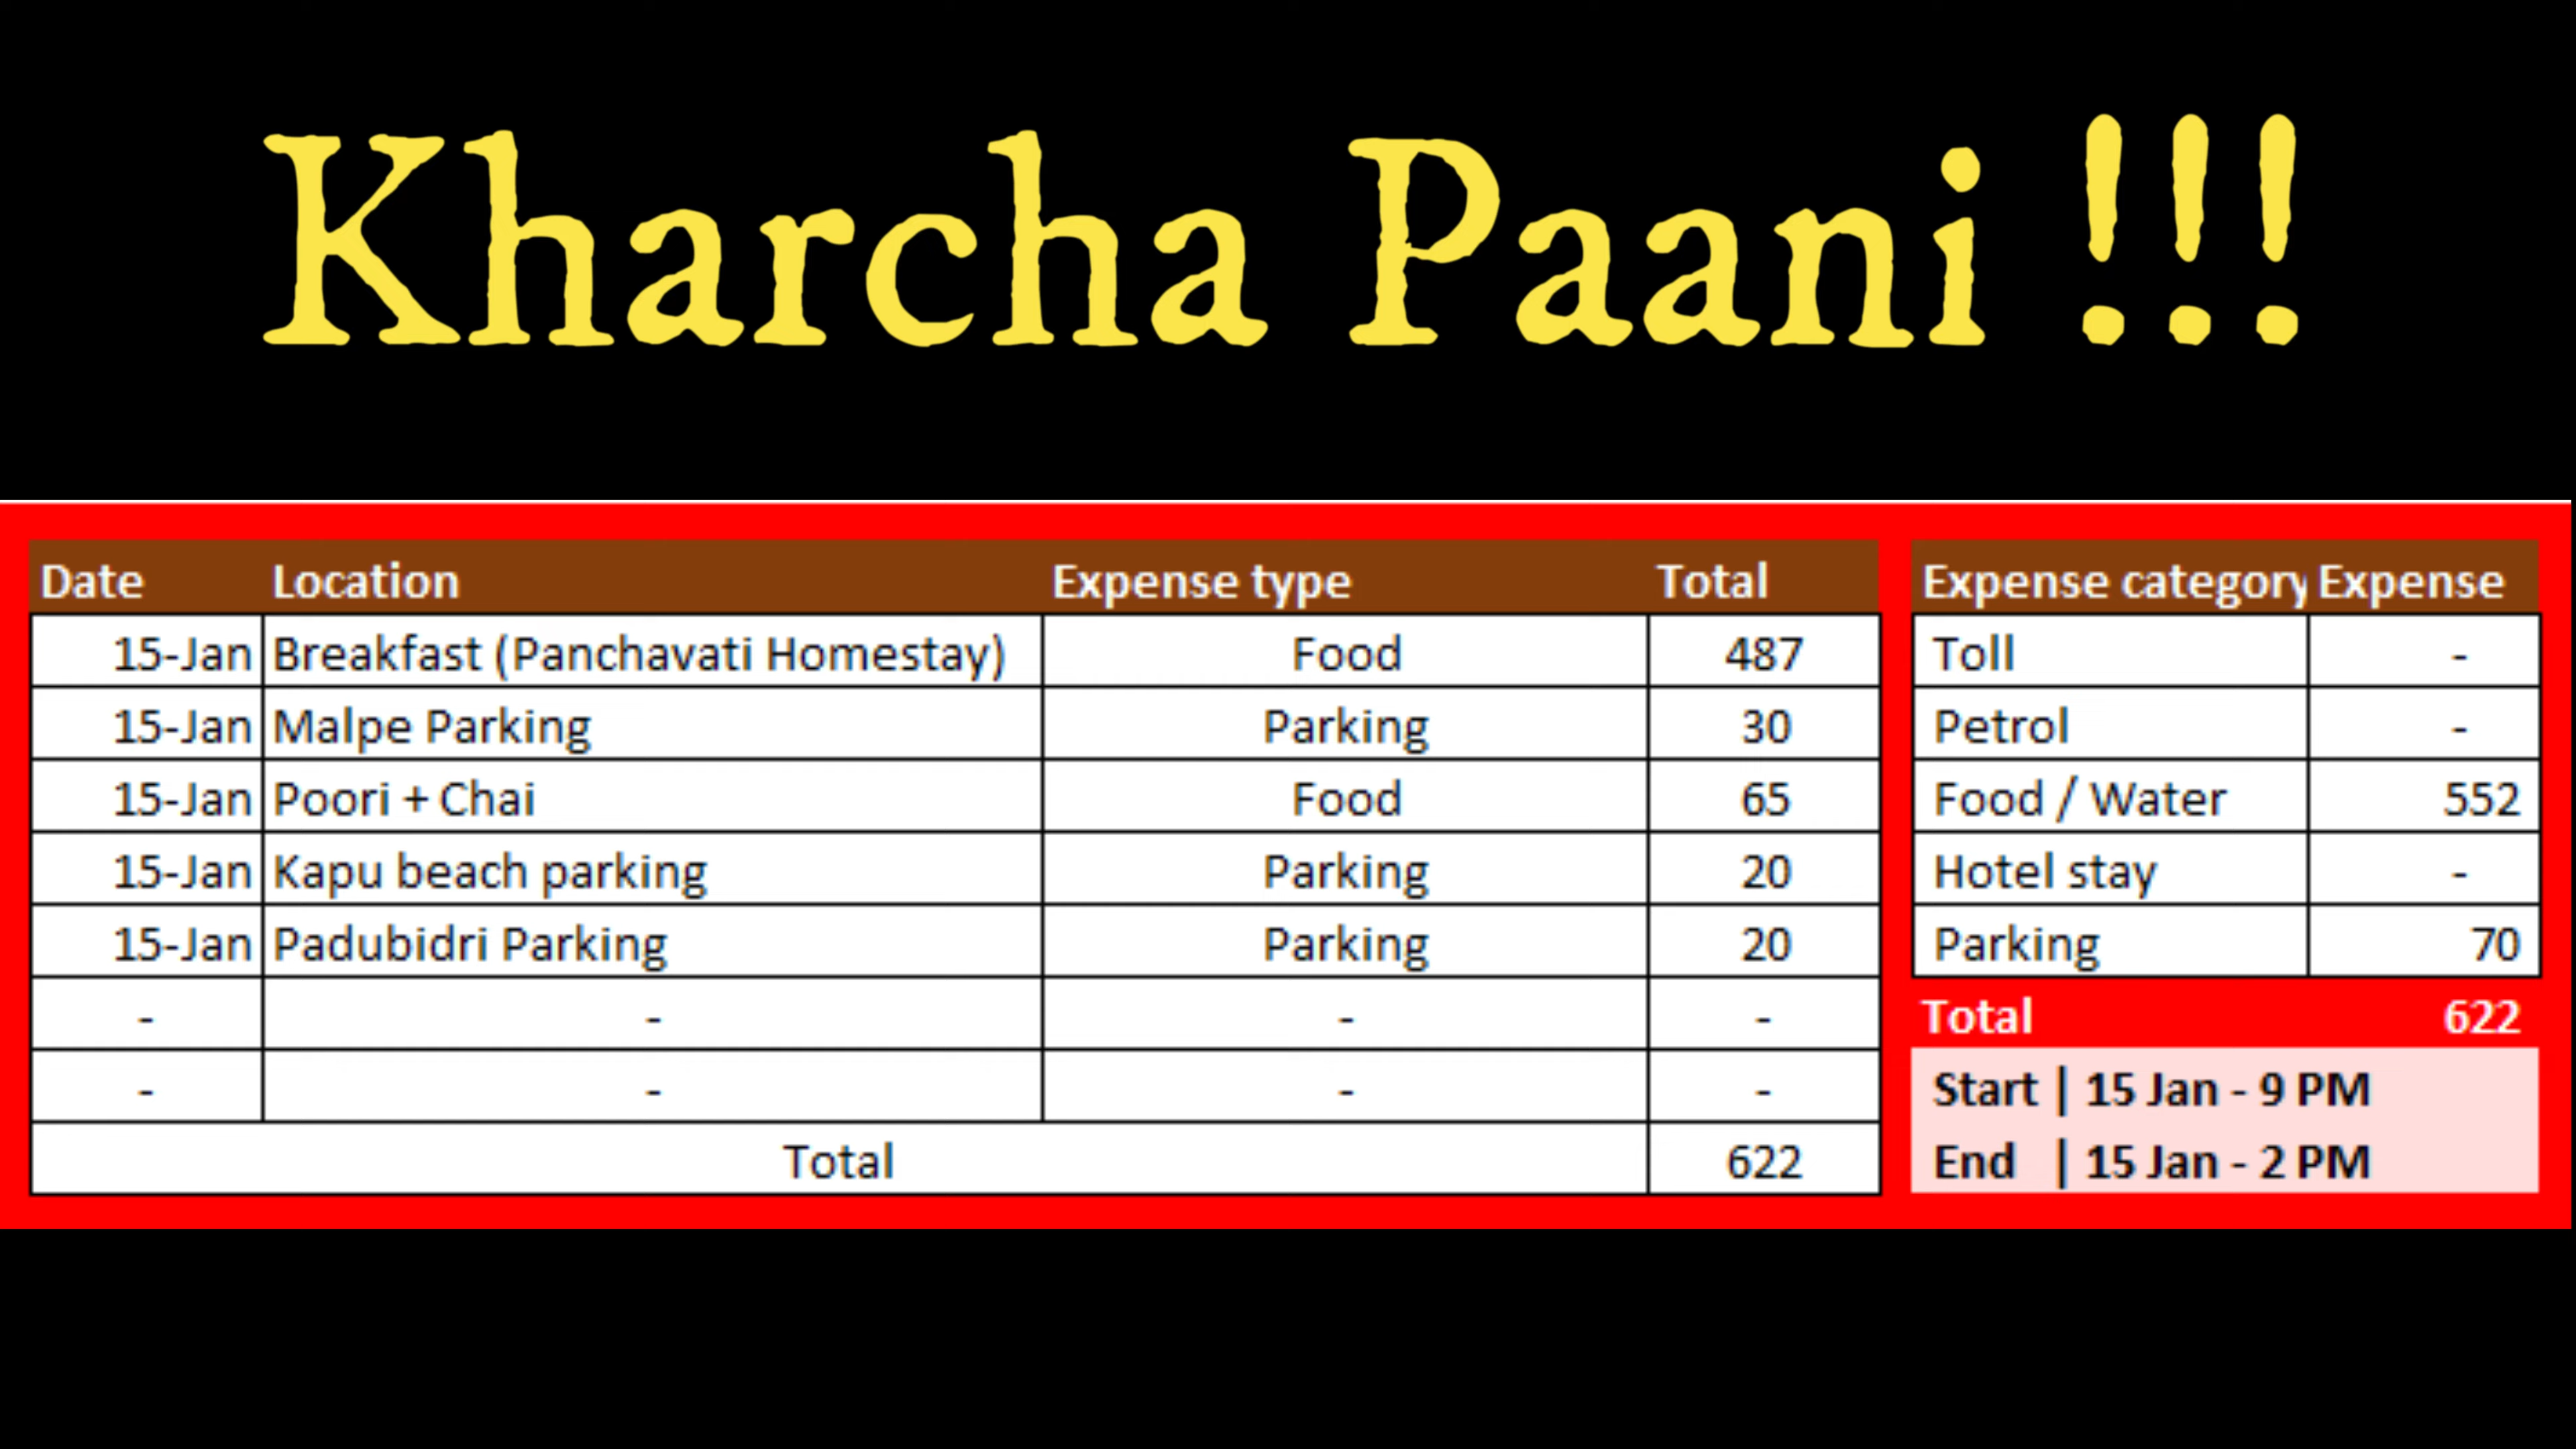 Kharcha Paani !!!
Date Location Expense type Total
15-Jan Breakfast (Panchavati Homestay) Food 487
15-Jan Malpe Parking Parking 30
15-Jan Poori + Chai Food 65
15-Jan Kapu beach parking Parking 20
15-Jan Padubidri Parking Parking 20
- - - -
- - - -
Total 622
Expense category Expense
Toll -
Petrol -
Food / Water 552
Hotel stay -
Parking 70
Total 622
Start | 15 Jan - 9 PM
End | 15 Jan - 2 PM